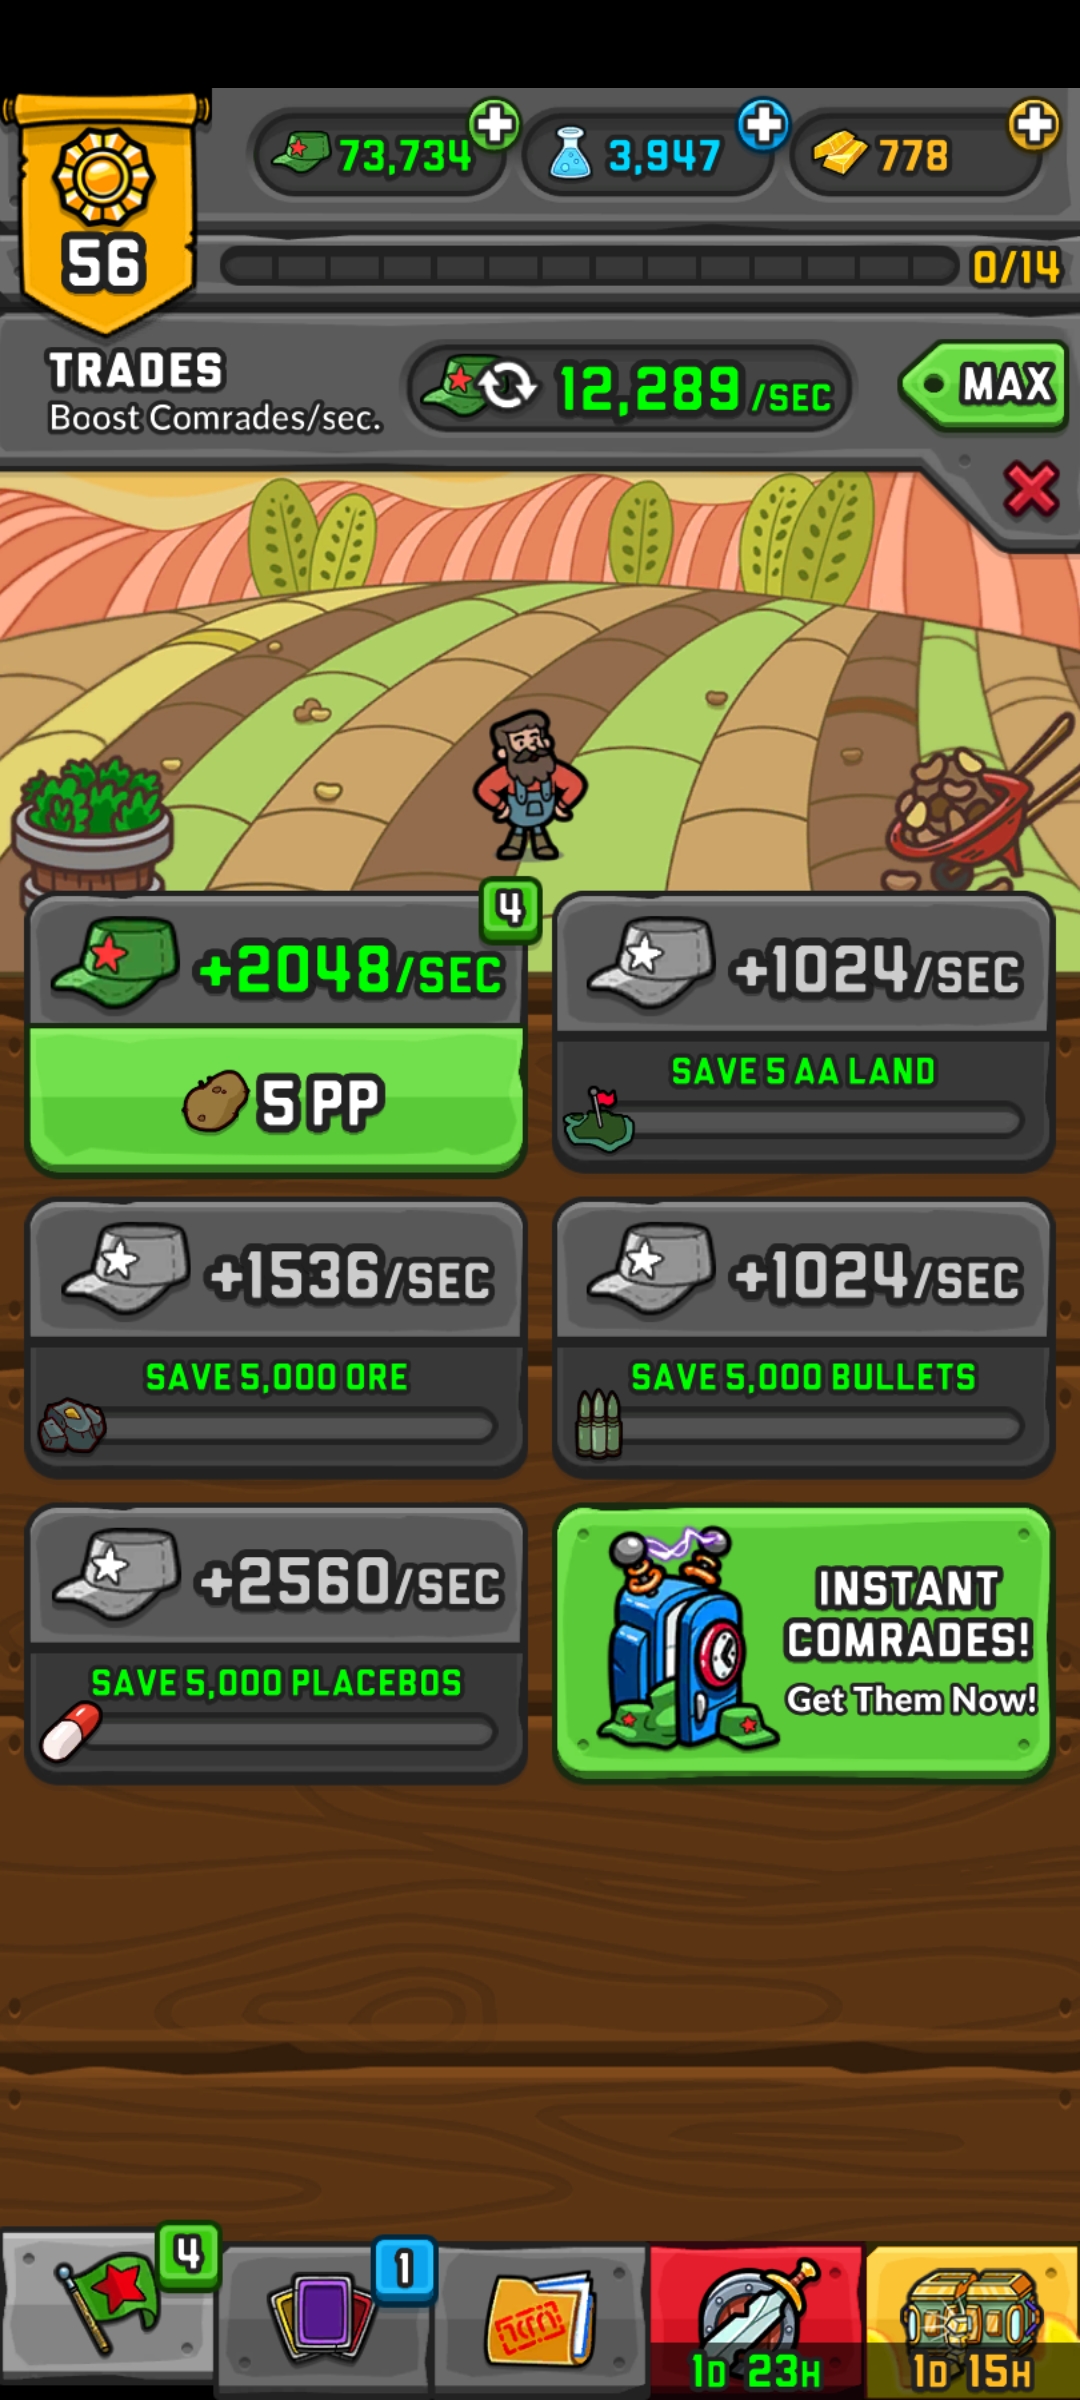 73,734
3,947
778
56
0/14
TRADES
Boost Comrades/sec.
12,289 /SEC
MAX
4
+2048/SEC
5 PP
+1024/SEC
SAVE 5 AA LAND
+1536/SEC
SAVE 5,000 ORE
+1024/SEC
SAVE 5,000 BULLETS
+2560/SEC
SAVE 5,000 PLACEBOS
INSTANT
COMRADES!
Get Them Now!
4
1
1D 23H
1D 15H